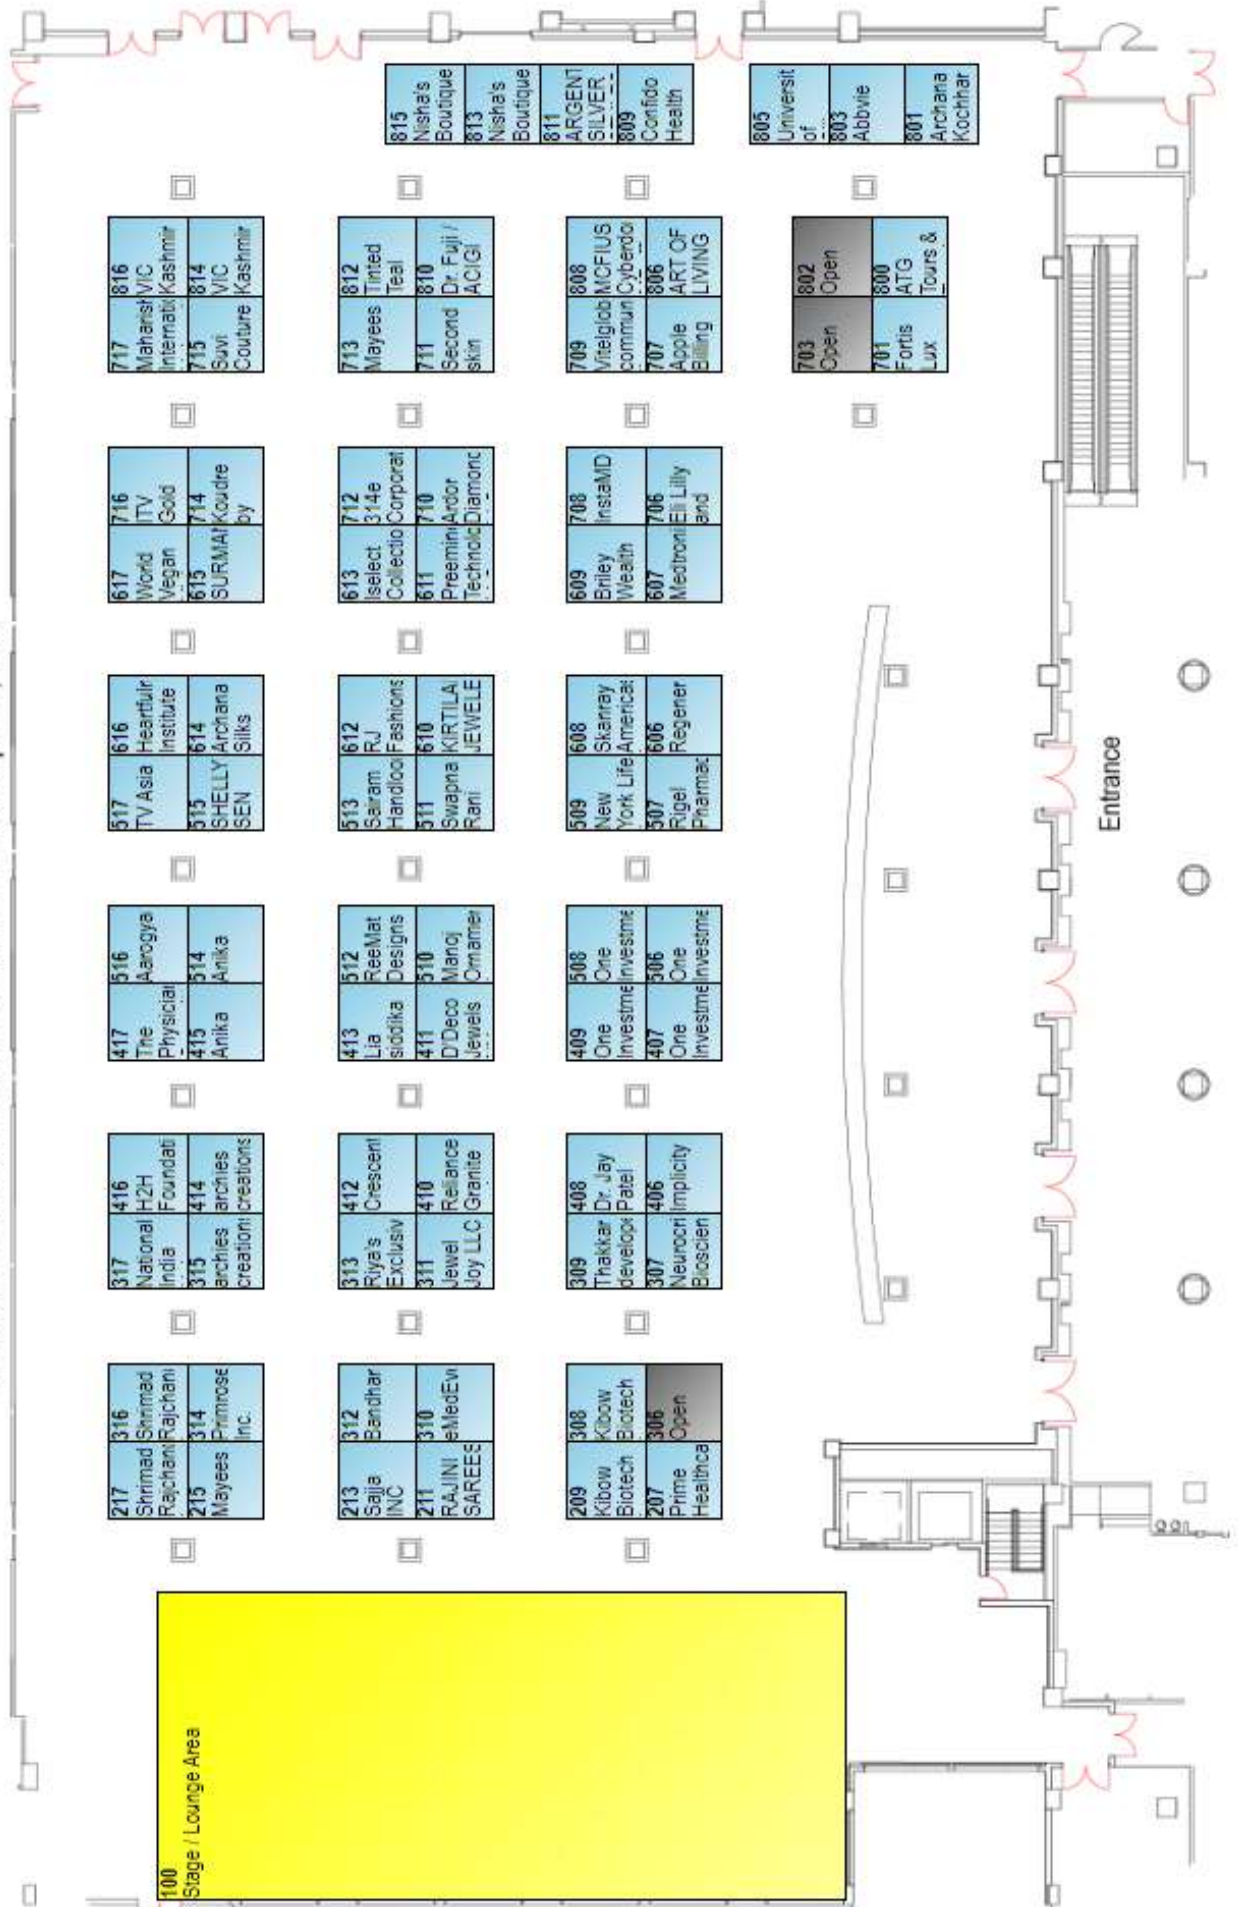 100
Stage / Lounge Area
217
Shrimad
Rajchan
316
Shrimad
Rajchan
215
Mayees
314
Primrose
Inc.
317
National
India
416
H2H
Foundati
315
archies
creation
414
archies
creations
417
The
Physicia
516
Aarogya
415
Anika
514
Anika
517
TV Asia
616
Heartfuln
Institute
515
SHELLY
SEN
614
Archana
Silks
617
World
Vegan
716
ITV
Gold
615
SURMA
714
Koudre
by
717
Maharish
Internatio
816
VIC
Kashmir
715
Suvi
Couture
814
VIC
Kashmir
213
Sajja
INC
312
Bandhar
211
RAJINI
SAREES
310
eMedEv
313
Riya's
Exclusiv
412
Crescent
311
Jewel
Joy LLC
410
Reliance
Granite
413
Lia
siddika
512
ReeMat
Designs
411
D'Deco
Jewels
510
Manoj
Ornamen
513
Sairam
Handloo
612
RJ
Fashions
511
Swapna
Rani
610
KIRTILA
JEWELE
613
Iselect
Collectio
712
314e
Corporat
611
Preemin
Technolo
710
Ardor
Diamond
713
Mayees
812
Tinted
Teal
711
Second
skin
810
Dr. Fuji /
ACIGI
815
Nisha's
Boutique
813
Nisha's
Boutique
811
ARGENT
SILVER
809
Confido
Health
209
Kibow
Biotech
308
Kibow
Biotech
207
Prime
Healthca
306
Open
309
Thakkar
develop
408
Dr. Jay
Patel
307
Neurocri
Bioscien
406
Implicity
409
One
Investme
508
One
Investme
407
One
Investme
506
One
Investme
509
New
York Life
608
Skanray
Americas
507
Rigel
Pharmac
606
Regener
609
Briley
Wealth
708
InstaMD
607
Medtroni
706
Eli Lilly
and
709
Vitelglob
commun
808
MCFIUS
Cyberdo
707
Apple
Billing
806
ART OF
LIVING
703
Open
802
Open
701
Fortis
Lux
800
ATG
Tours &
805
Universit
of
803
Abbvie
801
Archana
Kochhar
Entrance